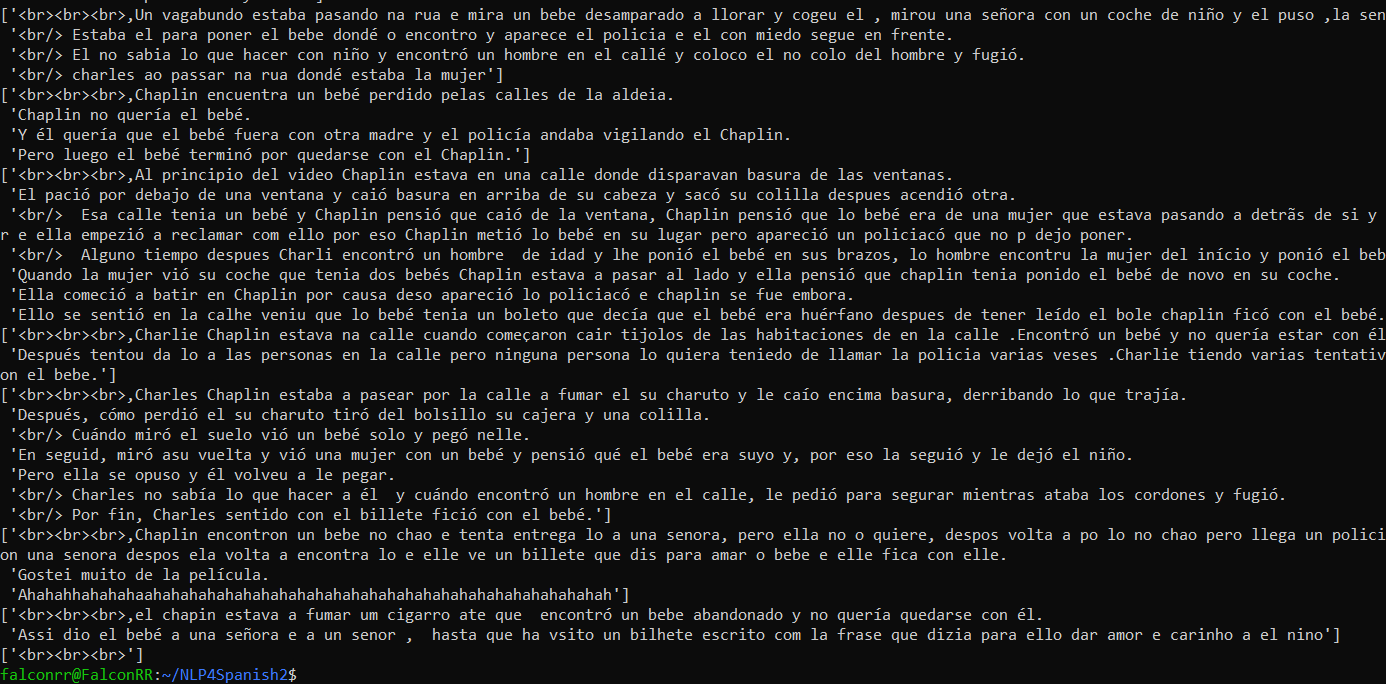 ['<br><br><br>,Un vagabundo estaba pasando na rua e mira un bebe desamparado a llorar y cogeu el , mirou una señora con un coche de niño y el puso ,la sen
'<br/> Estaba el para poner el bebe dondé o encontro y aparece el policia e el con miedo segue en frente.
'<br/> El no sabia lo que hacer con niño y encontró un hombre en el callé y coloco el no colo del hombre y fugió.
'<br/> charles ao passar na rua dondé estaba la mujer']
['<br><br><br>,Chaplin encuentra un bebé perdido pelas calles de la aldeia.
'Chaplin no quería el bebé.
'Y él quería que el bebé fuera con otra madre y el policía andaba vigilando el Chaplin.
'Pero luego el bebé terminó por quedarse con el Chaplin.']
['<br><br><br>,Al principio del video Chaplin estava en una calle donde disparavan basura de las ventanas.
'El pació por debajo de una ventana y caió basura en arriba de su cabeza y sacó su colilla despues acendió otra.
'<br/>  Esa calle tenia un bebé y Chaplin pensió que caió de la ventana, Chaplin pensió que lo bebé era de una mujer que estava pasando a detrãs de si y
r e ella empezió a reclamar com ello por eso Chaplin metió lo bebé en su lugar pero apareció un policiacó que no p dejo poner.
'<br/>  Alguno tiempo despues Charli encontró un hombre  de idad y lhe ponió el bebé en sus brazos, lo hombre encontru la mujer del início y ponió el beb
'Quando la mujer vió su coche que tenia dos bebés Chaplin estava a pasar al lado y ella pensió que chaplin tenia ponido el bebé de novo en su coche.
'Ella comeció a batir en Chaplin por causa deso apareció lo policiacó e chaplin se fue embora.
'Ello se sentió en la calhe veniu que lo bebé tenia un boleto que decía que el bebé era huérfano despues de tener leído el bole chaplin ficó con el bebé.
['<br><br><br>,Charlie Chaplin estava na calle cuando começaron cair tijolos de las habitaciones de en la calle .Encontró un bebé y no quería estar con él
'Después tentou da lo a las personas en la calle pero ninguna persona lo quiera teniedo de llamar la policia varias veses .Charlie tiendo varias tentativ
on el bebe.']
['<br><br><br>,Charles Chaplin estaba a pasear por la calle a fumar el su charuto y le caío encima basura, derribando lo que trajía.
'Después, cómo perdió el su charuto tiró del bolsillo su cajera y una colilla.
'<br/> Cuándo miró el suelo vió un bebé solo y pegó nelle.
'En seguid, miró asu vuelta y vió una mujer con un bebé y pensió qué el bebé era suyo y, por eso la seguió y le dejó el niño.
'Pero ella se opuso y él volveu a le pegar.
'<br/> Charles no sabía lo que hacer a él  y cuándo encontró un hombre en el calle, le pedió para segurar mientras ataba los cordones y fugió.
'<br/> Por fin, Charles sentido con el billete fició con el bebé.']
['<br><br><br>,Chaplin encontron un bebe no chao e tenta entrega lo a una senora, pero ella no o quiere, despos volta a po lo no chao pero llega un polici
on una senora despos ela volta a encontra lo e elle ve un billete que dis para amar o bebe e elle fica con elle.
'Gostei muito de la película.
'Ahahahhahahahaahahahahahahahahahahahahahahahahahahahahahahahah']
['<br><br><br>,el chapin estava a fumar um cigarro ate que  encontró un bebe abandonado y no quería quedarse con él.
'Assi dio el bebé a una señora e a un senor ,  hasta que ha vsito un bilhete escrito com la frase que dizia para ello dar amor e carinho a el nino']
['<br><br><br>']
falconrr@FalconRR:~/NLP4Spanish2$